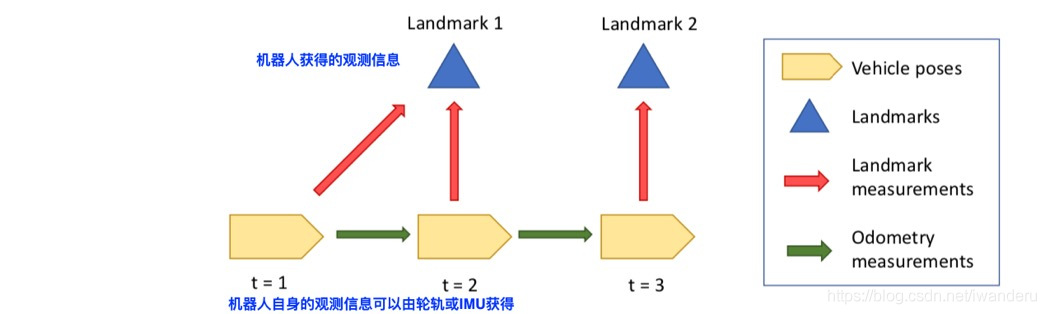 Landmark 1
Landmark 2
机器人获得的观测信息
Vehicle poses
Landmarks
Landmark
measurements
Odometry
measurements
t = 1
t = 2
t = 3
机器人自身的观测信息可以由轮轨或IMU获得
https://blog.csdn.net/iwanderu